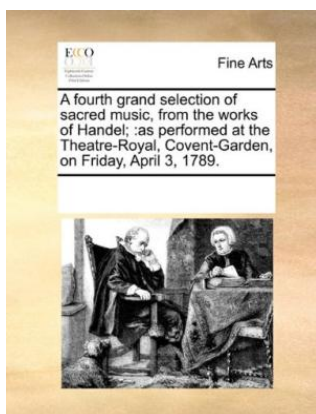 ECCO
Fine Arts
A fourth grand selection of
sacred music, from the works
of Handel; :as performed at the
Theatre-Royal, Covent-Garden,
on Friday, April 3, 1789.